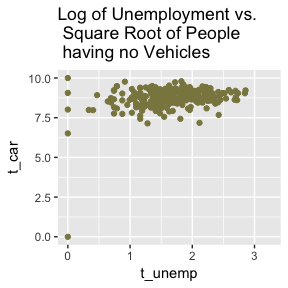 Log of Unemployment vs.
Square Root of People
having no Vehicles
10.0
7.5
5.0
2.5
0.0
t_car
0 1 2 3
t_unemp